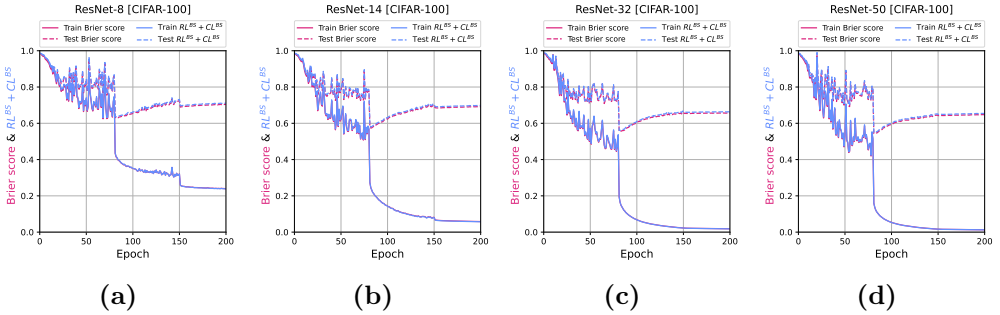 ResNet-8 [CIFAR-100]
Train Brier score
Test Brier score
Train RL^BS + CL^BS
Test RL^BS + CL^BS
Brier score & RL^BS + CL^BS
1.0
0.8
0.6
0.4
0.2
0.0
0 50 100 150 200
Epoch
(a)
ResNet-14 [CIFAR-100]
Train Brier score
Test Brier score
Train RL^BS + CL^BS
Test RL^BS + CL^BS
Brier score & RL^BS + CL^BS
1.0
0.8
0.6
0.4
0.2
0.0
0 50 100 150 200
Epoch
(b)
ResNet-32 [CIFAR-100]
Train Brier score
Test Brier score
Train RL^BS + CL^BS
Test RL^BS + CL^BS
Brier score & RL^BS + CL^BS
1.0
0.8
0.6
0.4
0.2
0.0
0 50 100 150 200
Epoch
(c)
ResNet-50 [CIFAR-100]
Train Brier score
Test Brier score
Train RL^BS + CL^BS
Test RL^BS + CL^BS
Brier score & RL^BS + CL^BS
1.0
0.8
0.6
0.4
0.2
0.0
0 50 100 150 200
Epoch
(d)